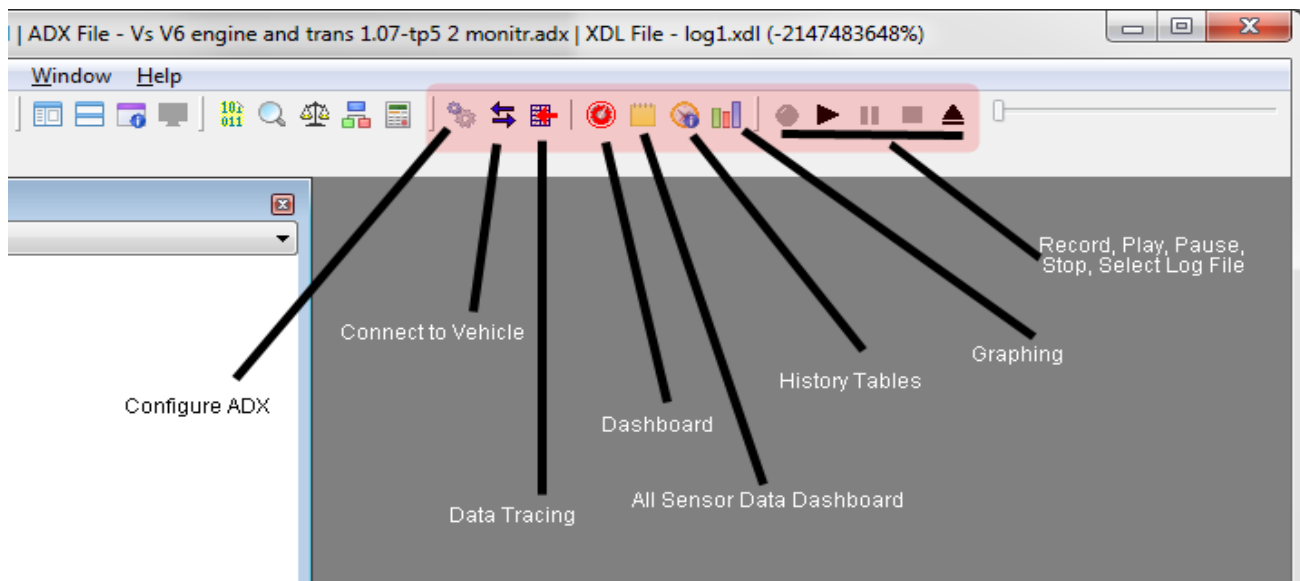 | ADX File - Vs V6 engine and trans 1.07-tp5 2 monitr.adx | XDL File - log1.xdl (-2147483648%)
Window Help
Record, Play, Pause,
Stop, Select Log File
Connect to Vehicle
Graphing
History Tables
Configure ADX
Dashboard
All Sensor Data Dashboard
Data Tracing